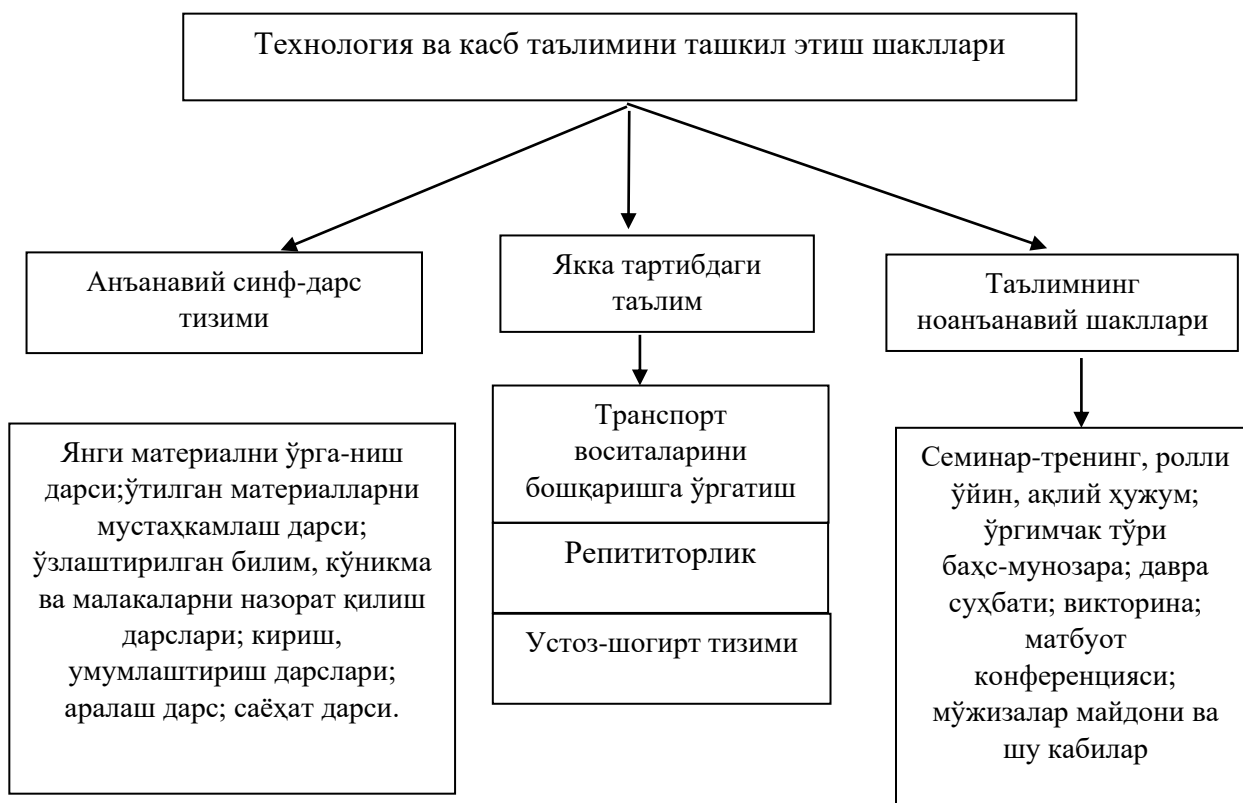 Технология ва касб таълимини ташкил этиш шакллари
Анъанавий синф-дарс
тизими
Якка тартибдаги
таълим
Таълимнинг
ноанъанавий шакллари
Янги материални ўрга-ниш
дарси;ўтилган материалларни
мустаҳкамлаш дарси;
ўзлаштирилган билим, кўникма
ва малакаларни назорат қилиш
дарслари; кириш,
умумлаштириш дарслари;
аралаш дарс; саёҳат дарси.
Транспорт
воситаларини
бошқаришга ўргатиш
Репититорлик
Устоз-шогирт тизими
Семинар-тренинг, ролли
ўйин, ақлий ҳужум;
ўргимчак тўри
баҳс-мунозара; давра
суҳбати; викторина;
матбуот
конференцияси;
мўжизалар майдони ва
шу кабилар